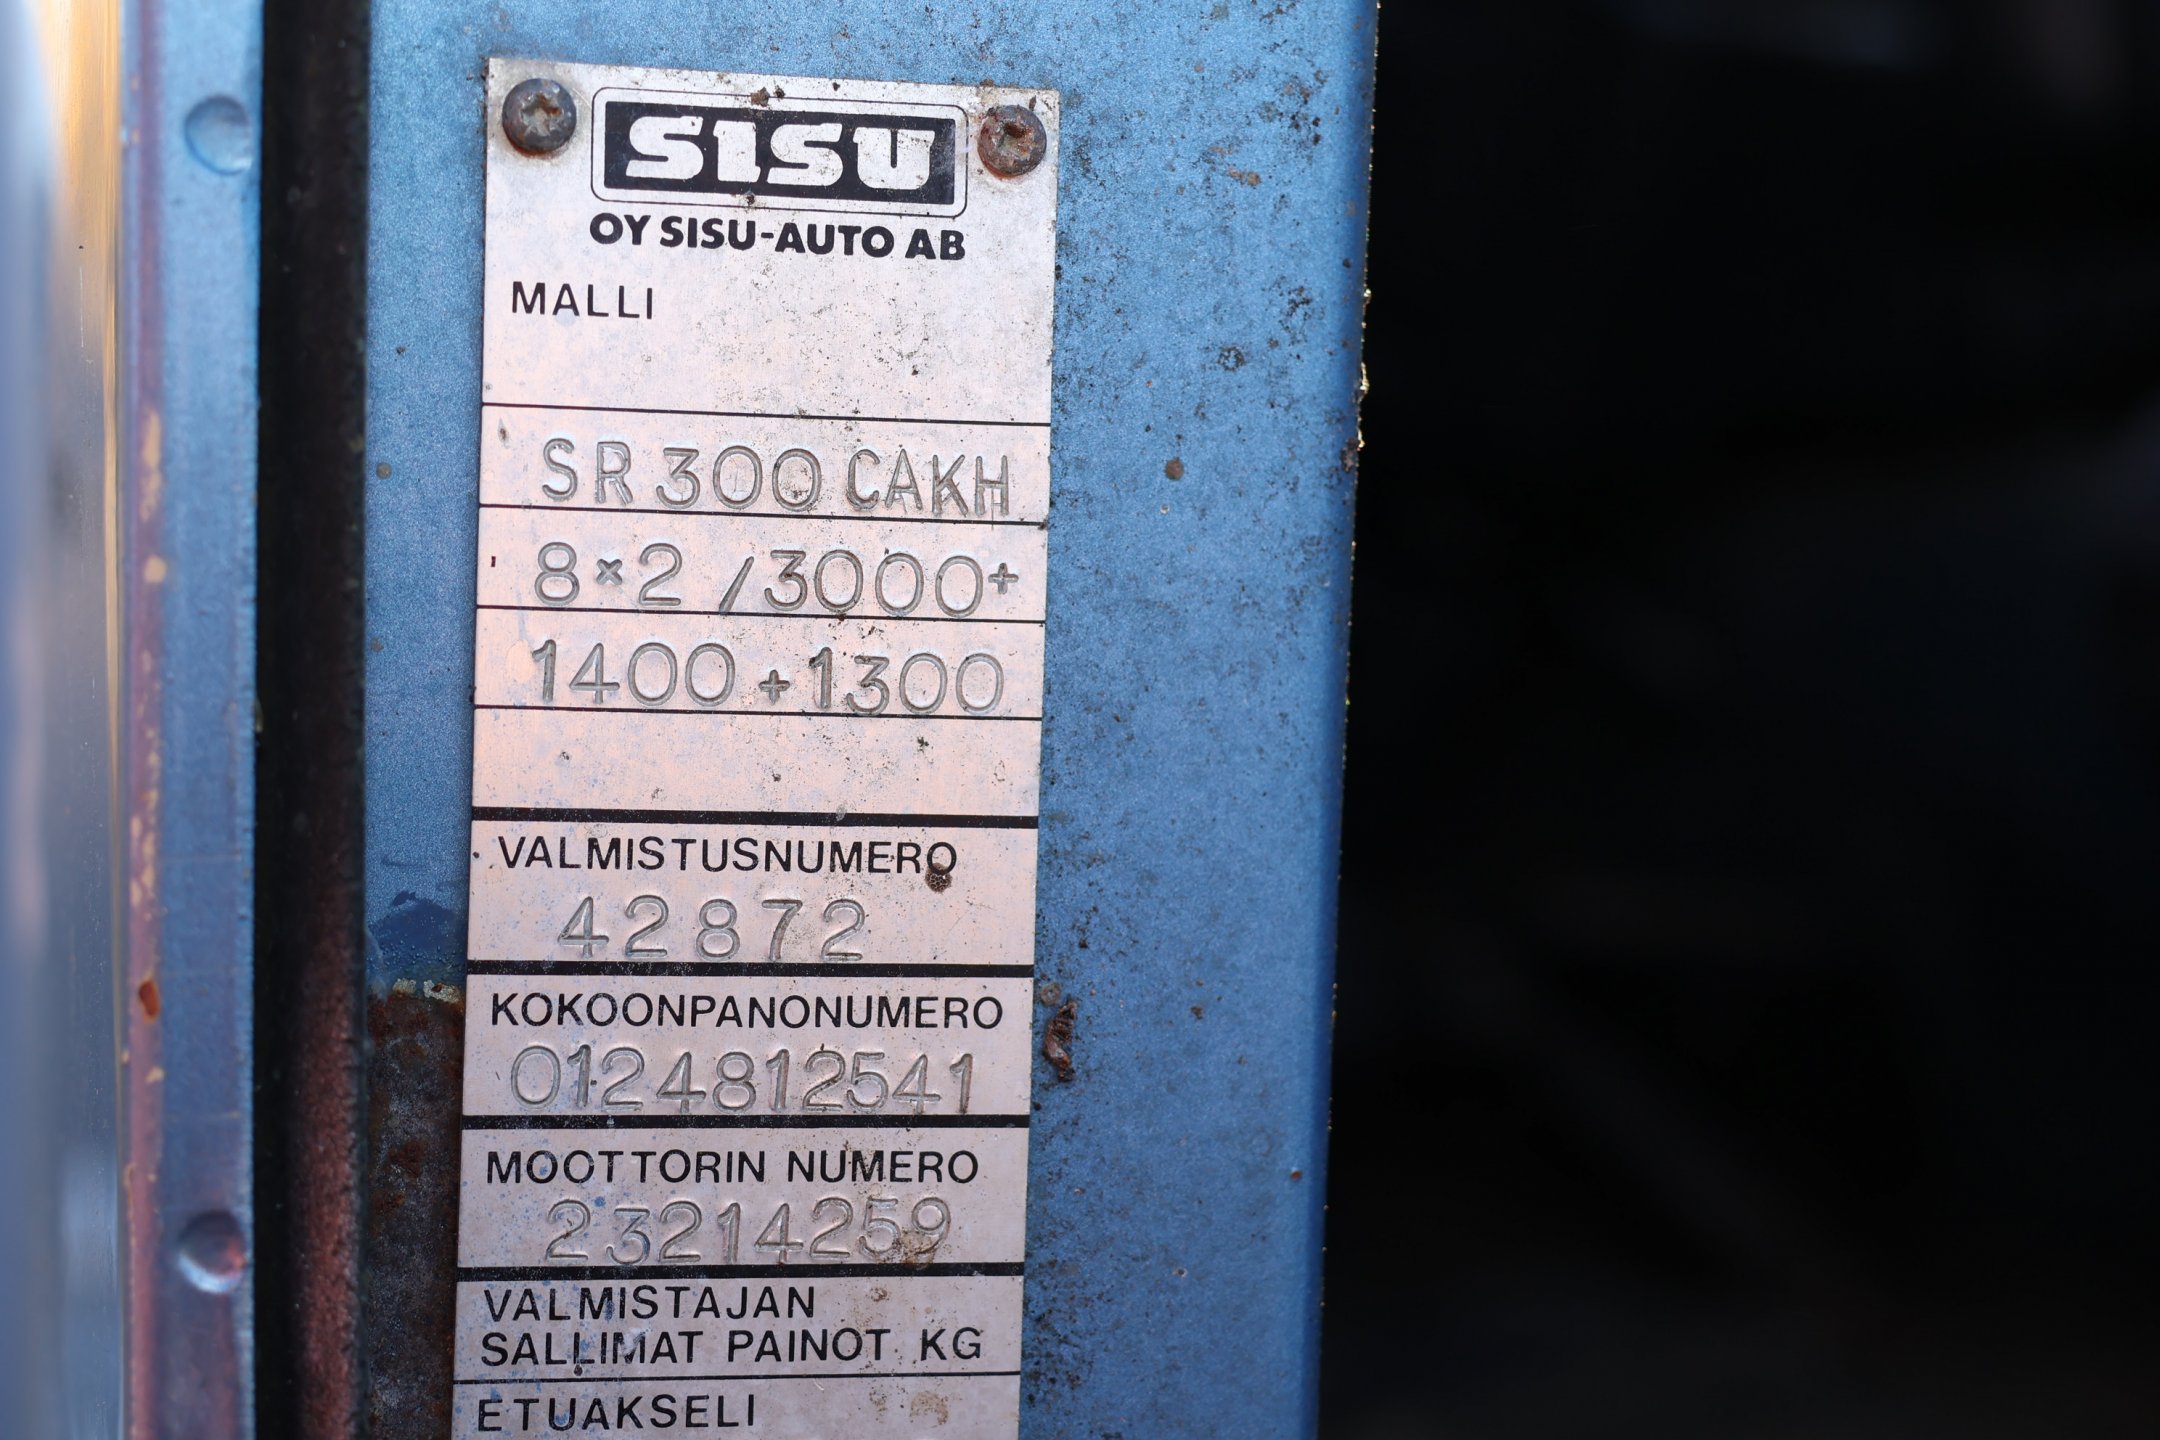 SISU
OY SISU-AUTO AB
MALLI
SR 300 CAKH
8×2 /3000+
1400+1300
VALMISTUSNUMERO
42872
KOKOONPANONUMERO
0124812541
MOOTTORIN NUMERO
23214259
VALMISTAJAN
SALLIMAT PAINOT KG
ETUAKSELI